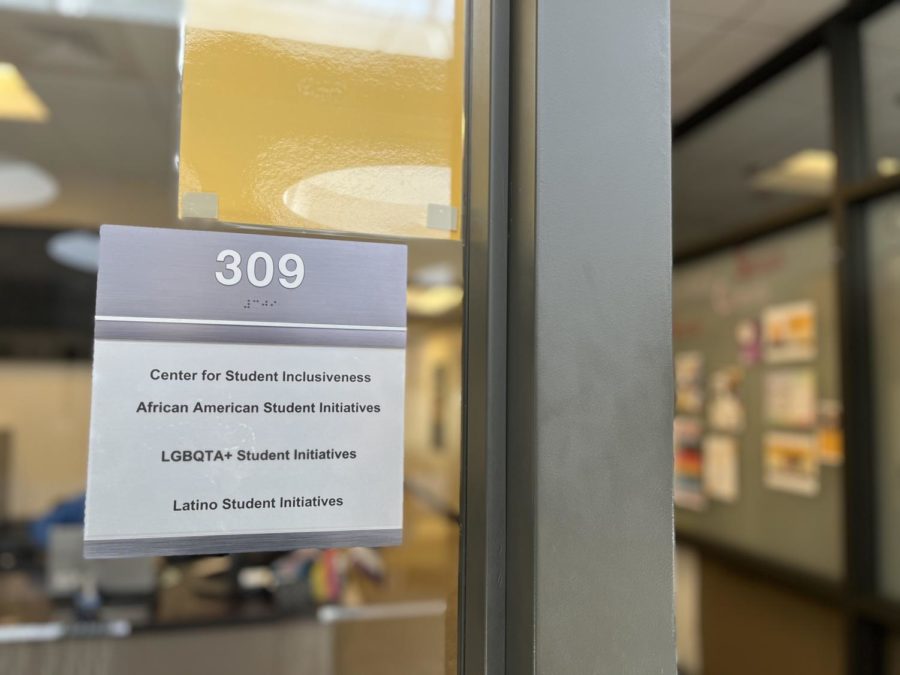 309
Center for Student Inclusiveness
African American Student Initiatives
LGBQTA+ Student Initiatives
Latino Student Initiatives